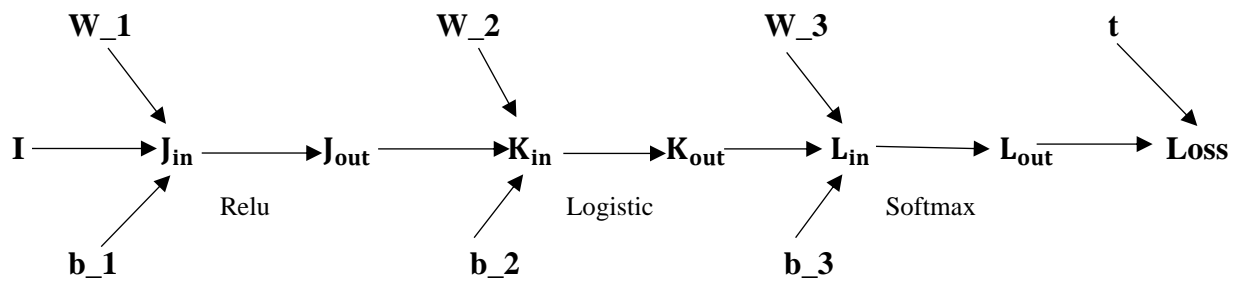 W_1 W_2 W_3 t
I J_in J_out K_in K_out L_in L_out Loss
Relu Logistic Softmax
b_1 b_2 b_3